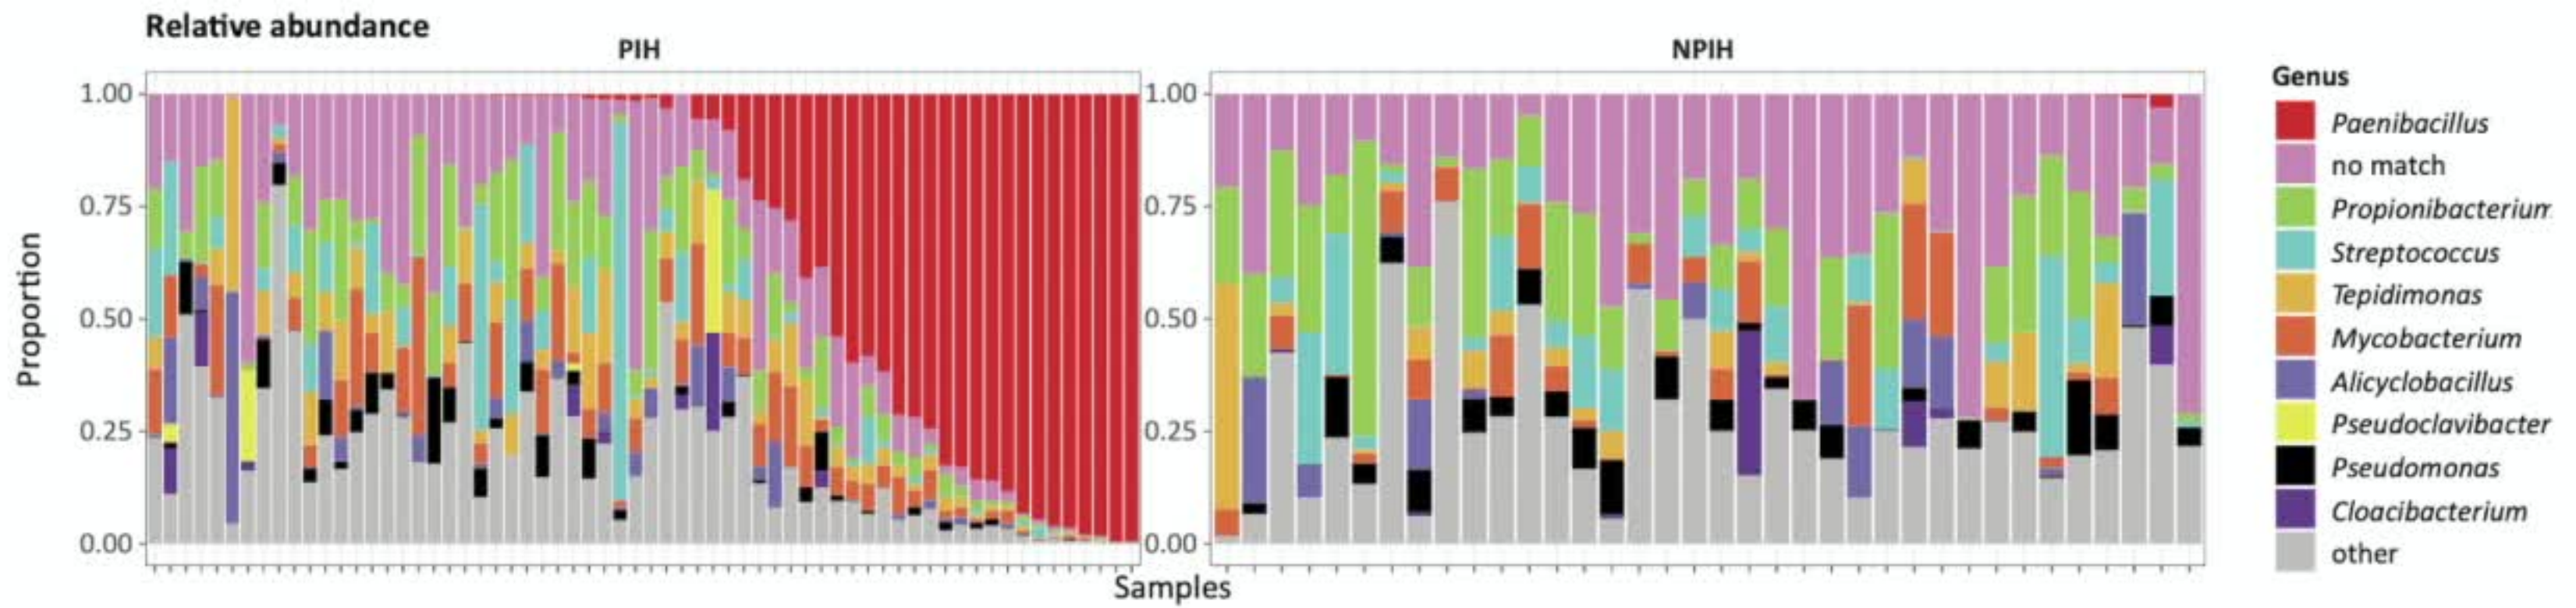 Relative abundance
PIH
NPIH
Proportion
1.00
0.75
0.50
0.25
0.00
1.00
0.75
0.50
0.25
0.00
Samples
Genus
Paenibacillus
no match
Propionibacterium
Streptococcus
Tepidimonas
Mycobacterium
Alicyclobacillus
Pseudoclavibacter
Pseudomonas
Cloacibacterium
other